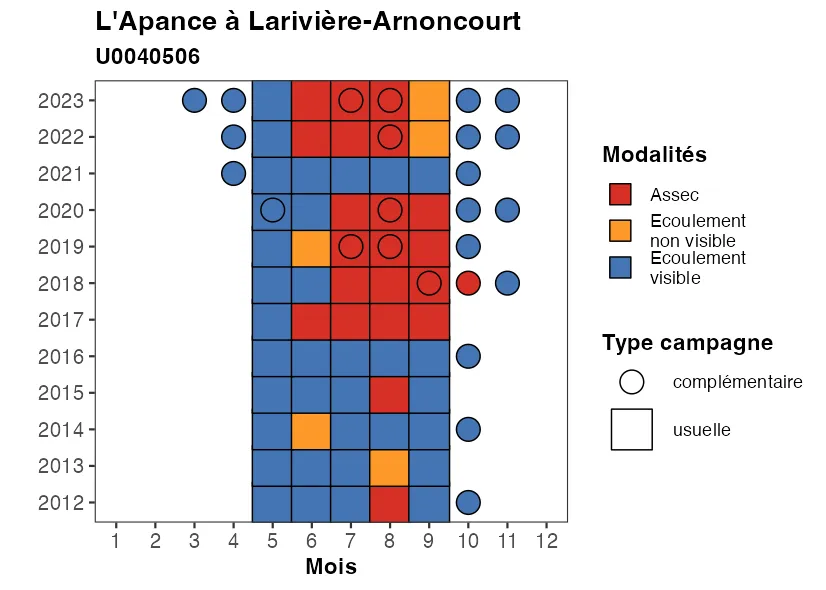 L'Apance à Larivière-Arnoncourt
U0040506
2023
2022
2021
2020
2019
2018
2017
2016
2015
2014
2013
2012
1 2 3 4 5 6 7 8 9 10 11 12
Mois
Modalités
Assec
Ecoulement
non visible
Ecoulement
visible
Type campagne
complémentaire
usuelle